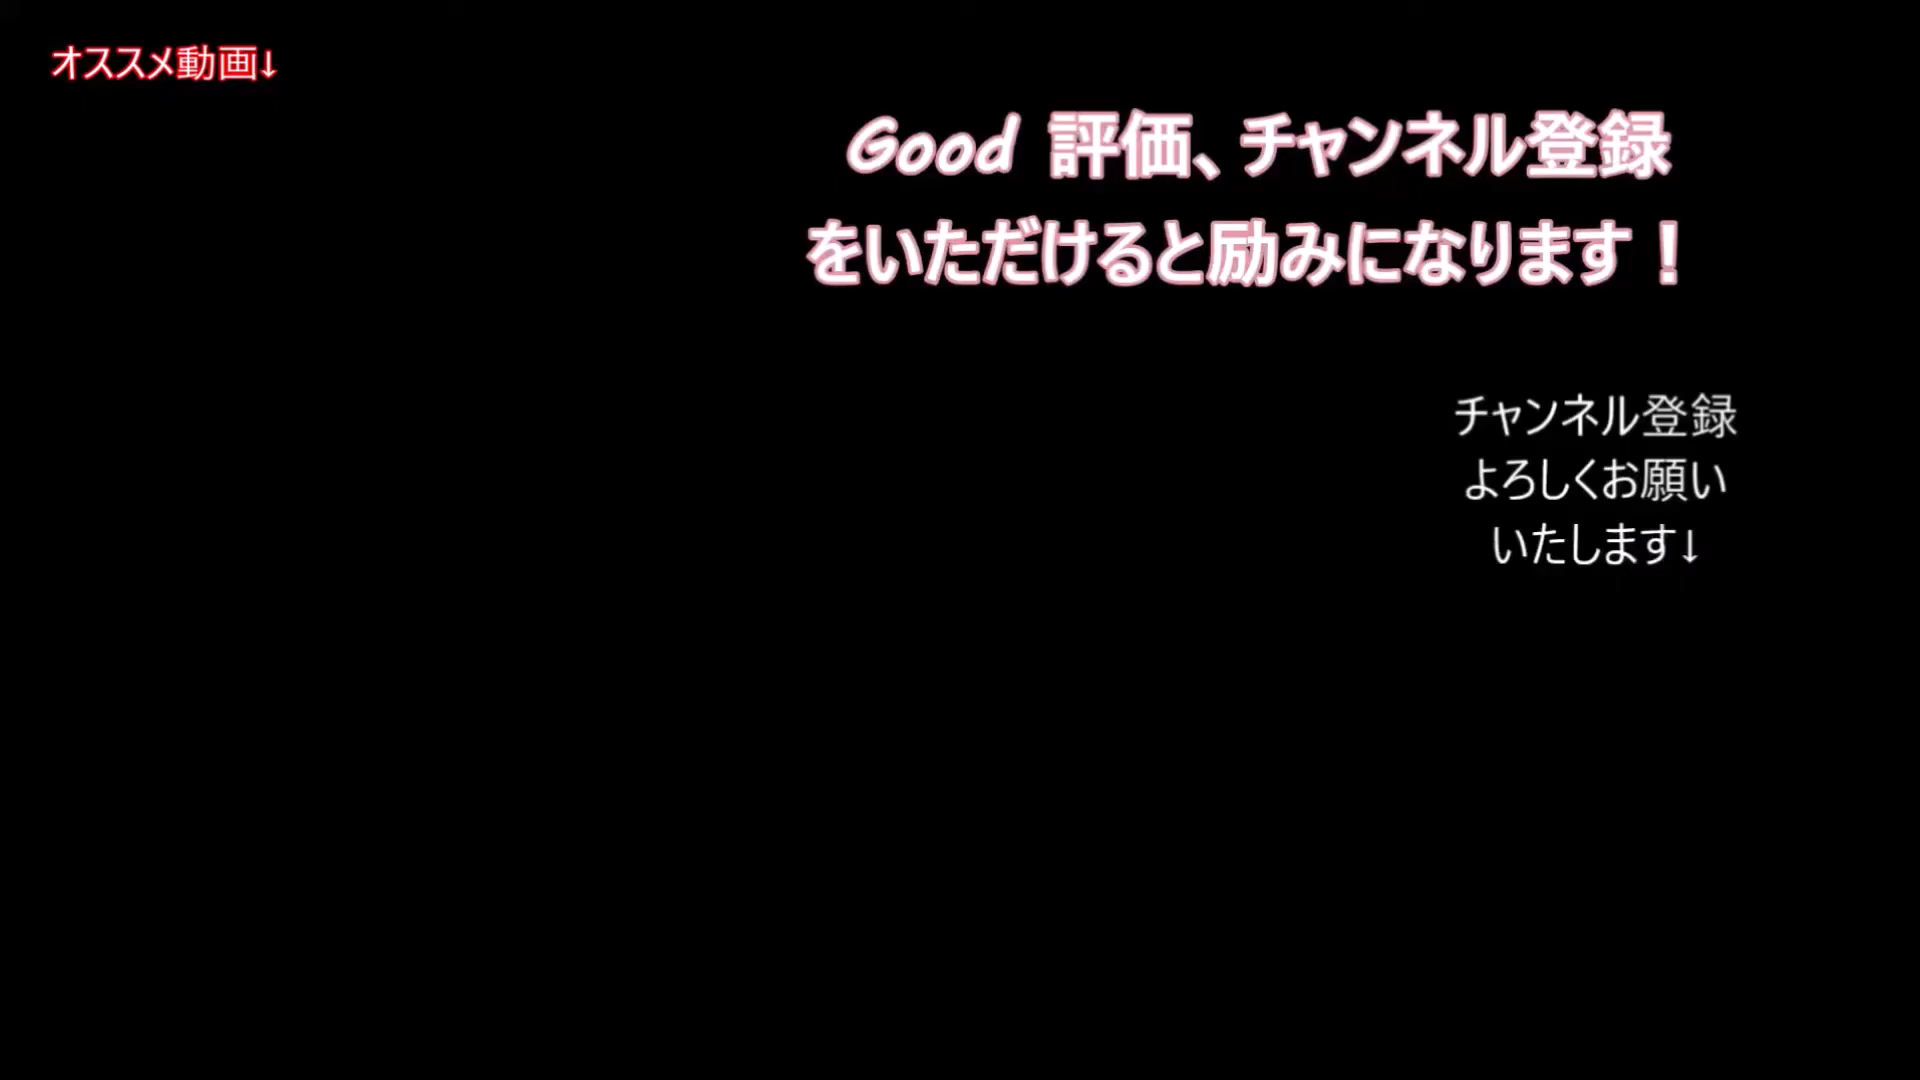 オススメ動画↓
Good 評価、チャンネル登録
をいただけると励みになります！
チャンネル登録
よろしくお願い
いたします↓